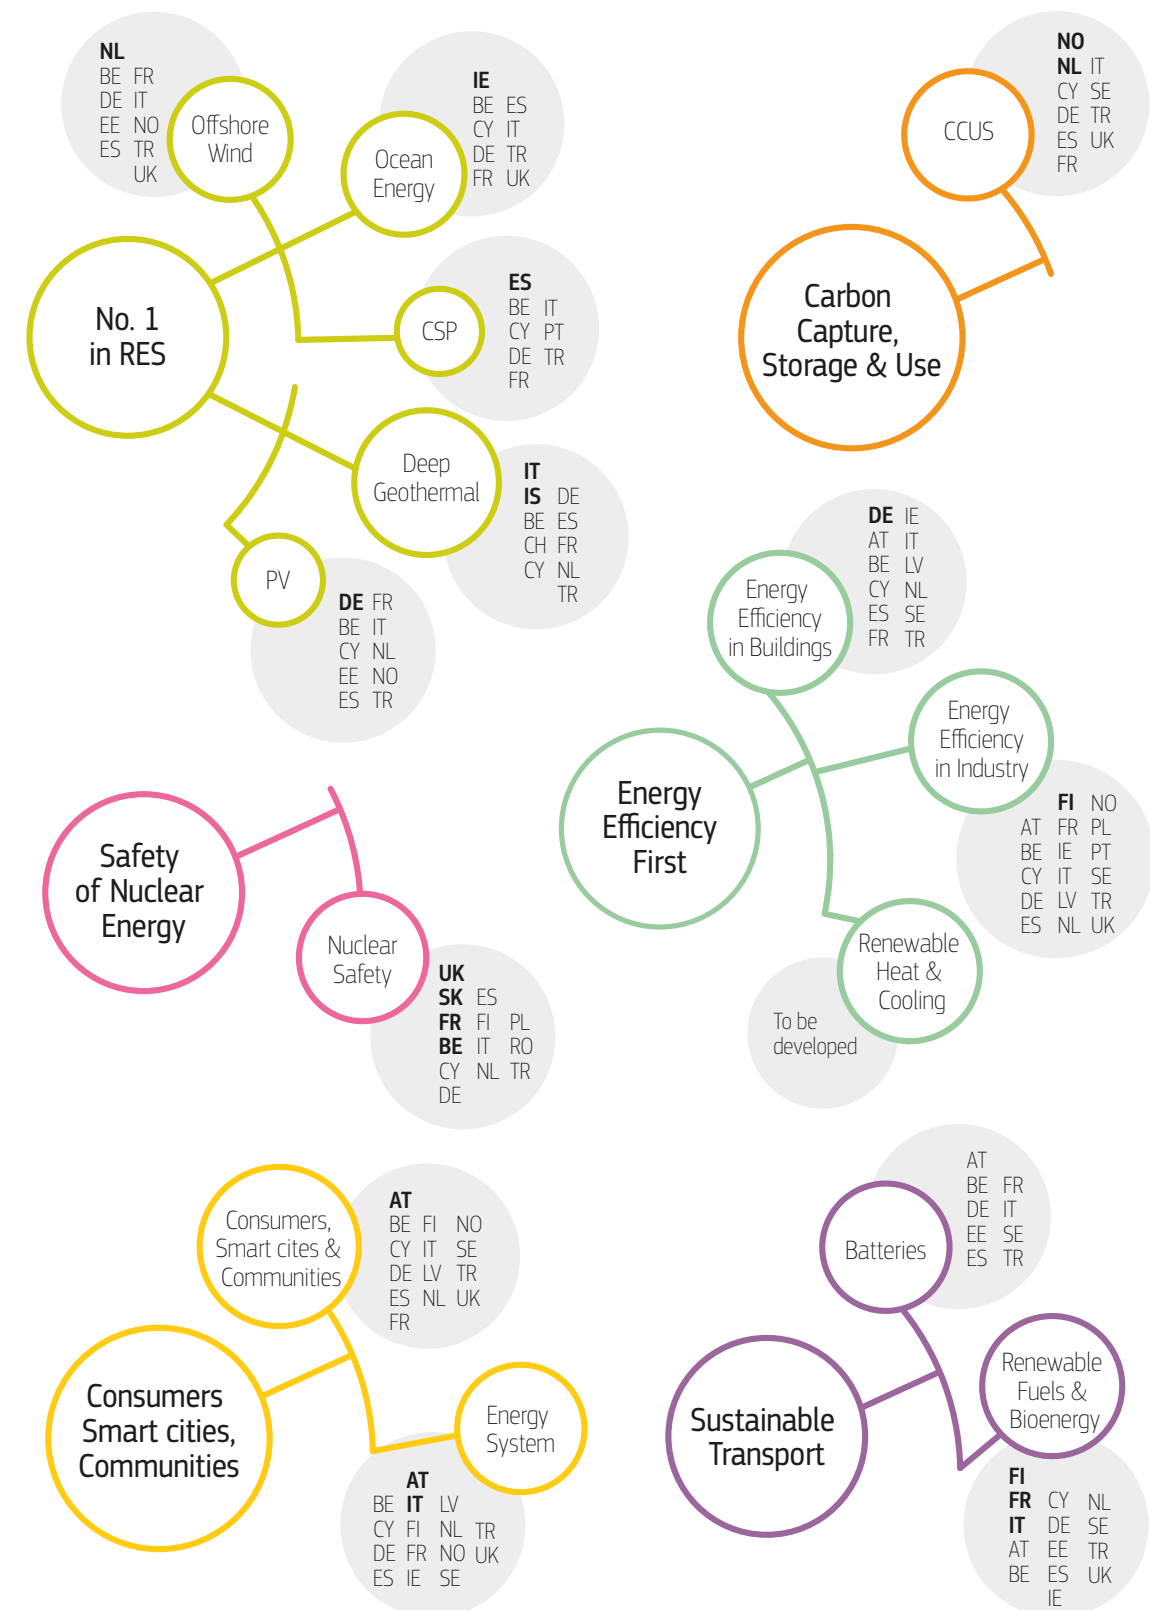 NL
BE FR
DE IT
EE NO
ES TR
UK
Offshore
Wind
IE
BE ES
CY IT
DE TR
FR UK
Ocean
Energy
No. 1
in RES
ES
BE IT
CY PT
DE TR
FR
CSP
Deep
Geothermal
IT
IS DE
BE ES
CH FR
CY NL
TR
PV
DE FR
BE IT
CY NL
EE NO
ES TR
NO
NL IT
CY SE
DE TR
ES UK
FR
CCUS
Carbon
Capture,
Storage & Use
DE IE
AT IT
BE LV
CY NL
ES SE
FR TR
Energy
Efficiency
in Buildings
Energy
Efficiency
in Industry
FI NO
AT FR PL
BE IE PT
CY IT SE
DE LV TR
ES NL UK
Energy
Efficiency
First
Renewable
Heat &
Cooling
To be
developed
Safety
of Nuclear
Energy
Nuclear
Safety
UK
SK ES
FR FI PL
BE IT RO
CY NL TR
DE
Consumers,
Smart cites &
Communities
AT
BE FI NO
CY IT SE
DE LV TR
ES NL UK
FR
Consumers
Smart cities,
Communities
Energy
System
AT
BE IT LV
CY FI NL TR
DE FR NO UK
ES IE SE
AT
BE FR
DE IT
EE SE
ES TR
Batteries
Sustainable
Transport
Renewable
Fuels &
Bioenergy
FI
FR CY NL
IT DE SE
AT EE TR
BE ES UK
IE